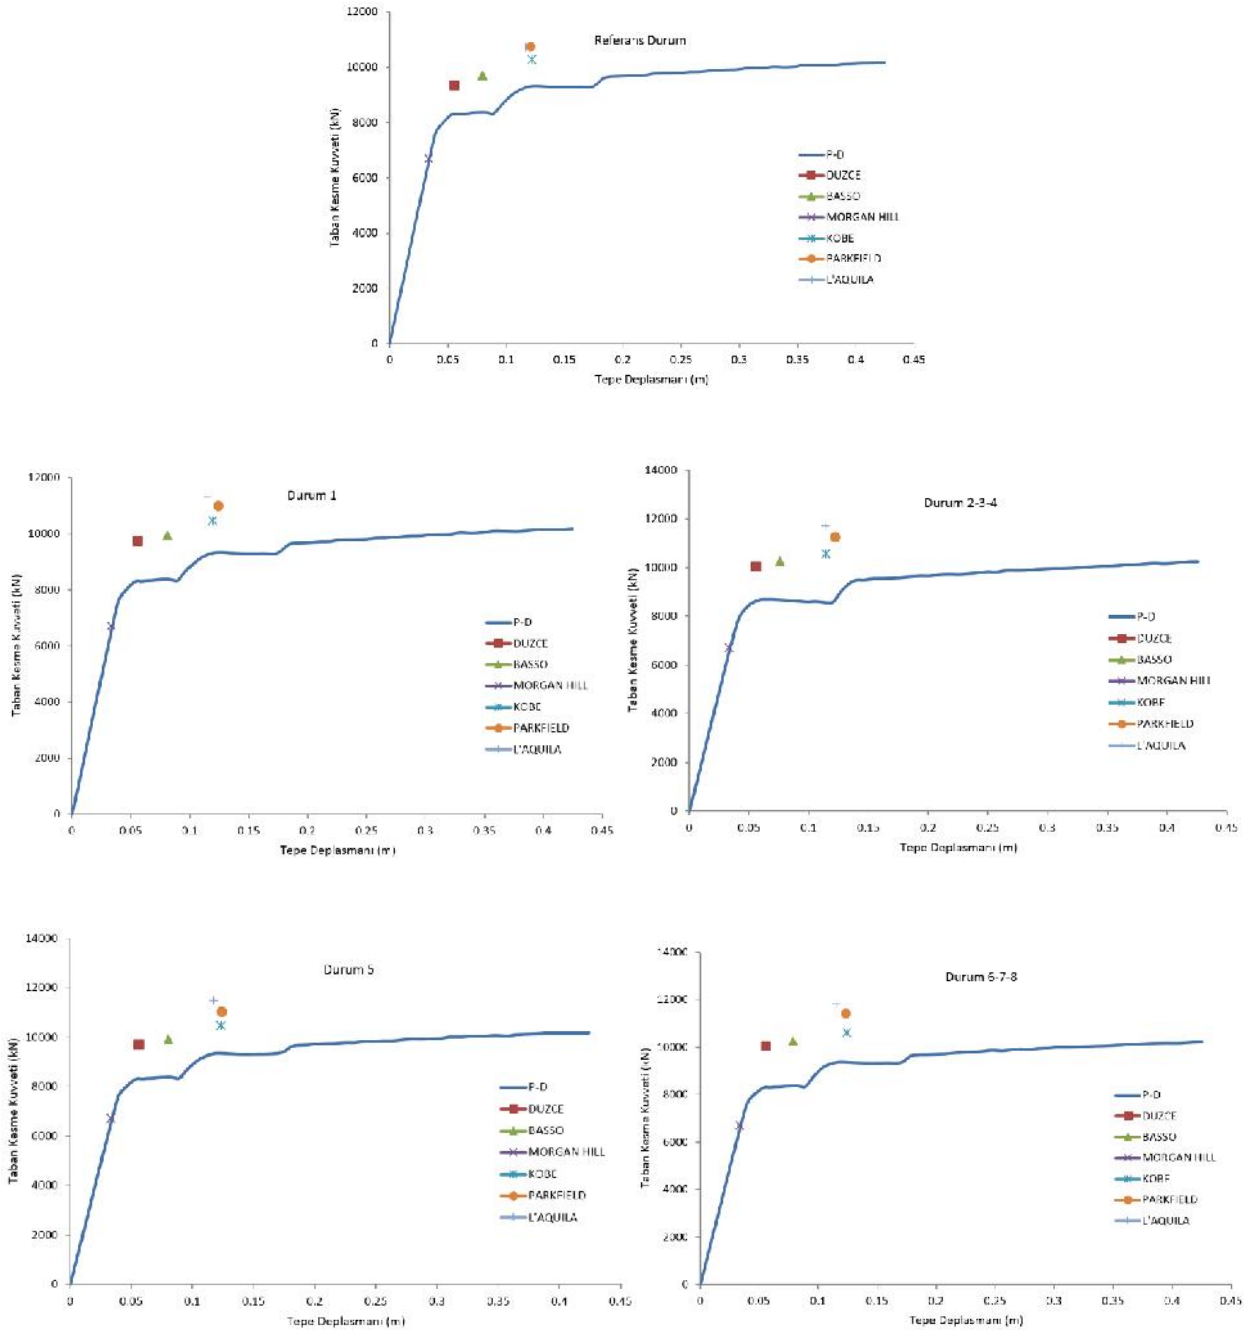 Referans Durum
Taban Kesme Kuvveti (kN)
12000
10000
8000
6000
4000
2000
0
0 0.05 0.1 0.15 0.2 0.25 0.3 0.35 0.4 0.45
Tepe Deplasmanı (m)
P-D
DUZCE
BASSO
MORGAN HILL
KOBE
PARKFIELD
L'AQUILA
Durum 1
Taban Kesme Kuvveti (kN)
12000
10000
8000
6000
4000
2000
0
0 0.05 0.1 0.15 0.2 0.25 0.3 0.35 0.4 0.45
Tepe Deplasmanı (m)
P-D
DUZCE
BASSO
MORGAN HILL
KOBE
PARKFIELD
L'AQUILA
Durum 2-3-4
Taban Kesme Kuvveti (kN)
14000
12000
10000
8000
6000
4000
2000
0
0 0.05 0.1 0.15 0.2 0.25 0.3 0.35 0.4 0.45
Tepe Deplasmanı (m)
P-D
DUZCE
BASSO
MORGAN HILL
KOBE
PARKFIELD
L'AQUILA
Durum 5
Taban Kesme Kuvveti (kN)
14000
12000
10000
8000
6000
4000
2000
0
0 0.05 0.1 0.15 0.2 0.25 0.3 0.35 0.4 0.45
Tepe Deplasmanı (m)
P-D
DUZCE
BASSO
MORGAN HILL
KOBE
PARKFIELD
L'AQUILA
Durum 6-7-8
Taban Kesme Kuvveti (kN)
14000
12000
10000
8000
6000
4000
2000
0
0 0.05 0.1 0.15 0.2 0.25 0.3 0.35 0.4 0.45
Tepe Deplasmanı (m)
P-D
DUZCE
BASSO
MORGAN HILL
KOBE
PARKFIELD
L'AQUILA